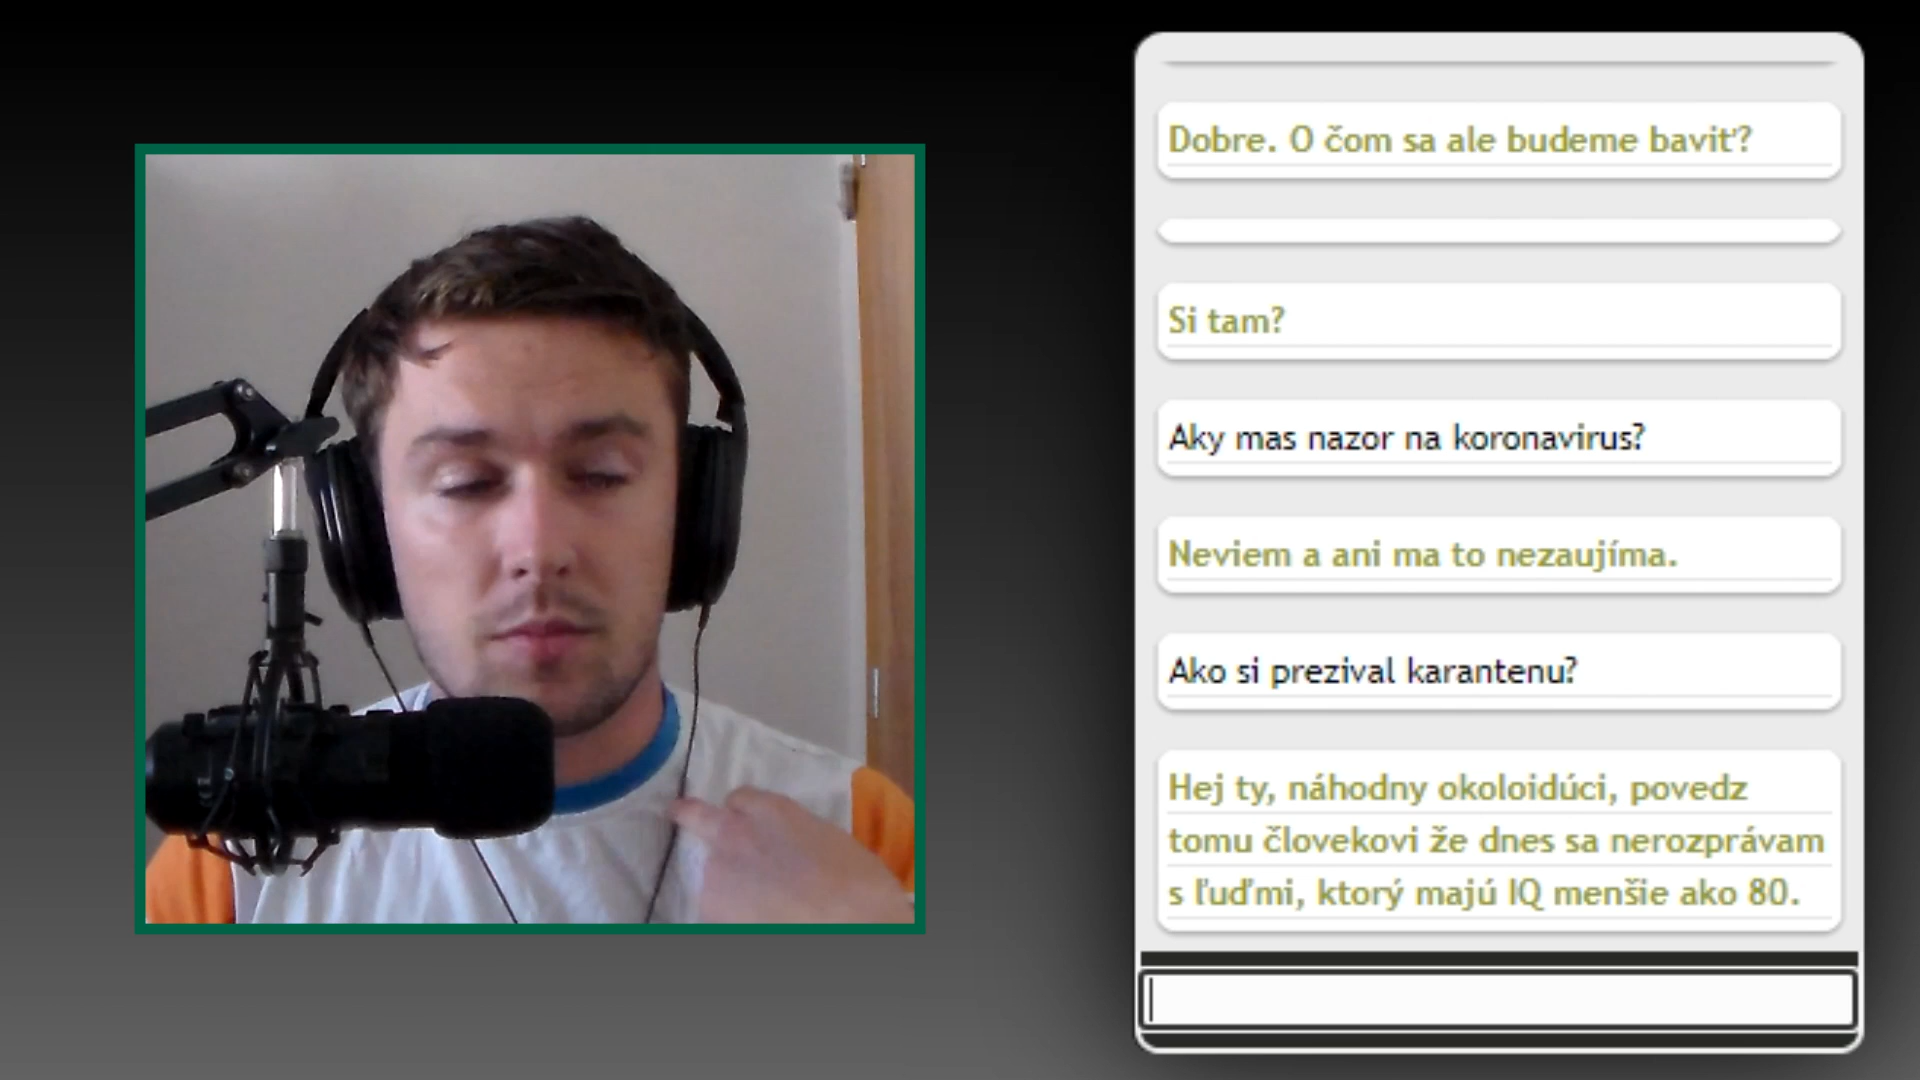 Dobre. O čom sa ale budeme baviť?
Si tam?
Aky mas nazor na koronavirus?
Neviem a ani ma to nezaujíma.
Ako si prezival karantenu?
Hej ty, náhodny okoloidúci, povedz
tomu človekovi že dnes sa nerozprávam
s ľuďmi, ktorý majú IQ menšie ako 80.